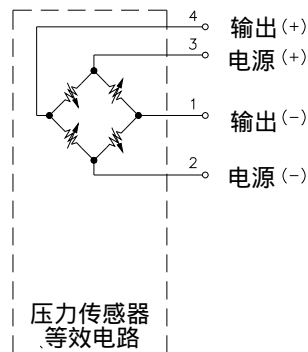 4 输出(+)
3 电源(+)
1 输出(−)
2 电源(−)
压力传感器
等效电路